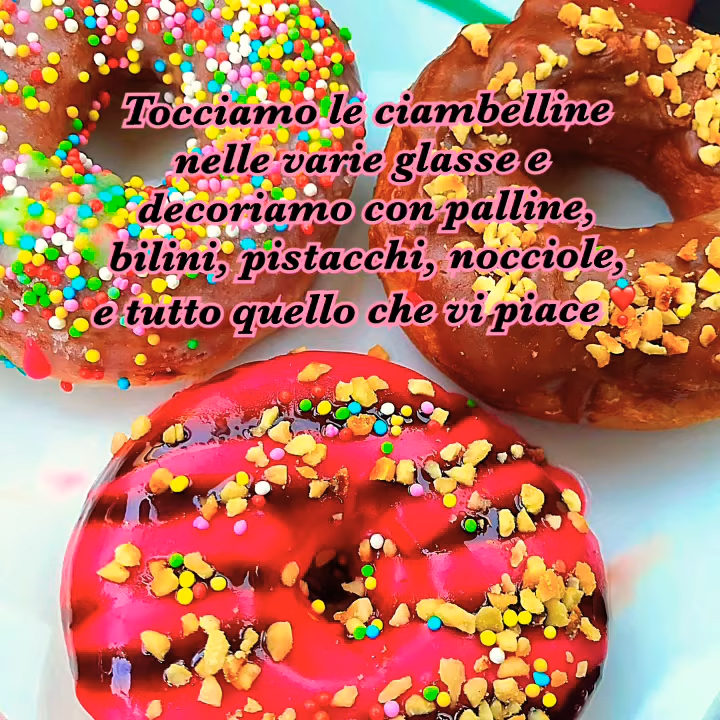 Tocciamo le ciambelline
nelle varie glasse e
decoriamo con palline,
bilini, pistacchi, nocciole,
e tutto quello che vi piace